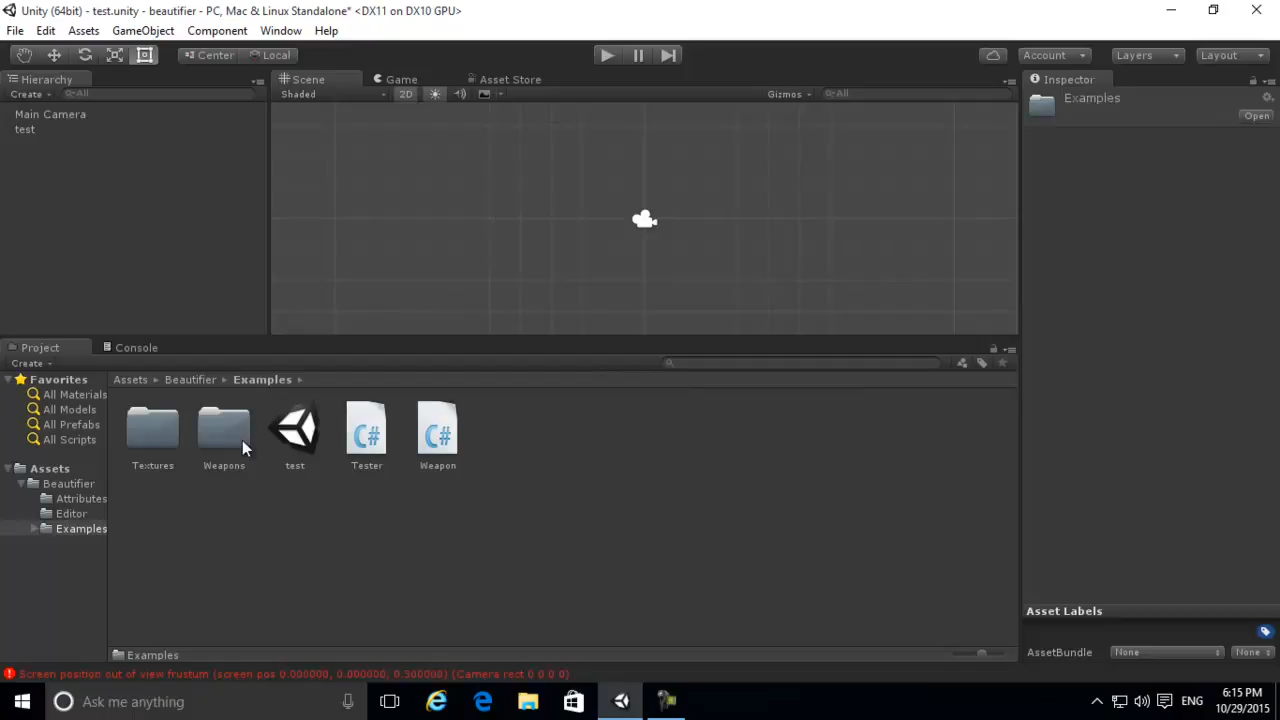 Unity (64bit) - test.unity - beautifier - PC, Mac & Linux Standalone* <DX11 on DX10 GPU>
File Edit Assets GameObject Component Window Help
Center Local Account Layers Layout
Hierarchy
Create All
Main Camera
test
Scene Game Asset Store
Shaded 2D Gizmos All
Inspector
Examples
Open
Project Console
Create
Favorites
All Materials
All Models
All Prefabs
All Scripts
Assets
Beautifier
Attributes
Editor
Examples
Assets Beautifier Examples
C# C#
Textures Weapons test Tester Weapon
Examples
Asset Labels
AssetBundle None None
Screen position out of view frustum (screen pos 0.000000, 0.000000, 0.300000) (Camera rect 0 0 0 0)
Ask me anything
ENG
6:15 PM
10/29/2015